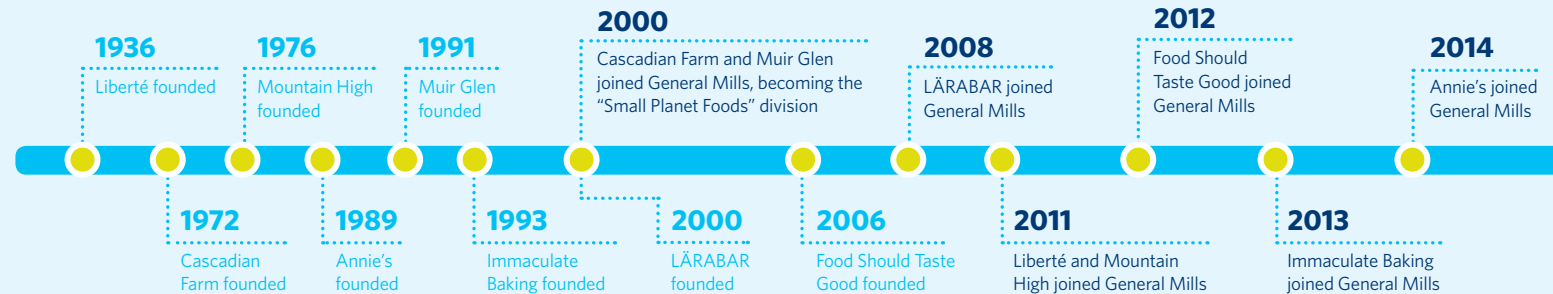 1936
Liberté founded
1976
Mountain High
founded
1991
Muir Glen
founded
2000
Cascadian Farm and Muir Glen
joined General Mills, becoming the
“Small Planet Foods” division
2008
LÄRABAR joined
General Mills
2012
Food Should
Taste Good joined
General Mills
2014
Annie's joined
General Mills
1972
Cascadian
Farm founded
1989
Annie's
founded
1993
Immaculate
Baking founded
2000
LÄRABAR
founded
2006
Food Should Taste
Good founded
2011
Liberté and Mountain
High joined General Mills
2013
Immaculate Baking
joined General Mills